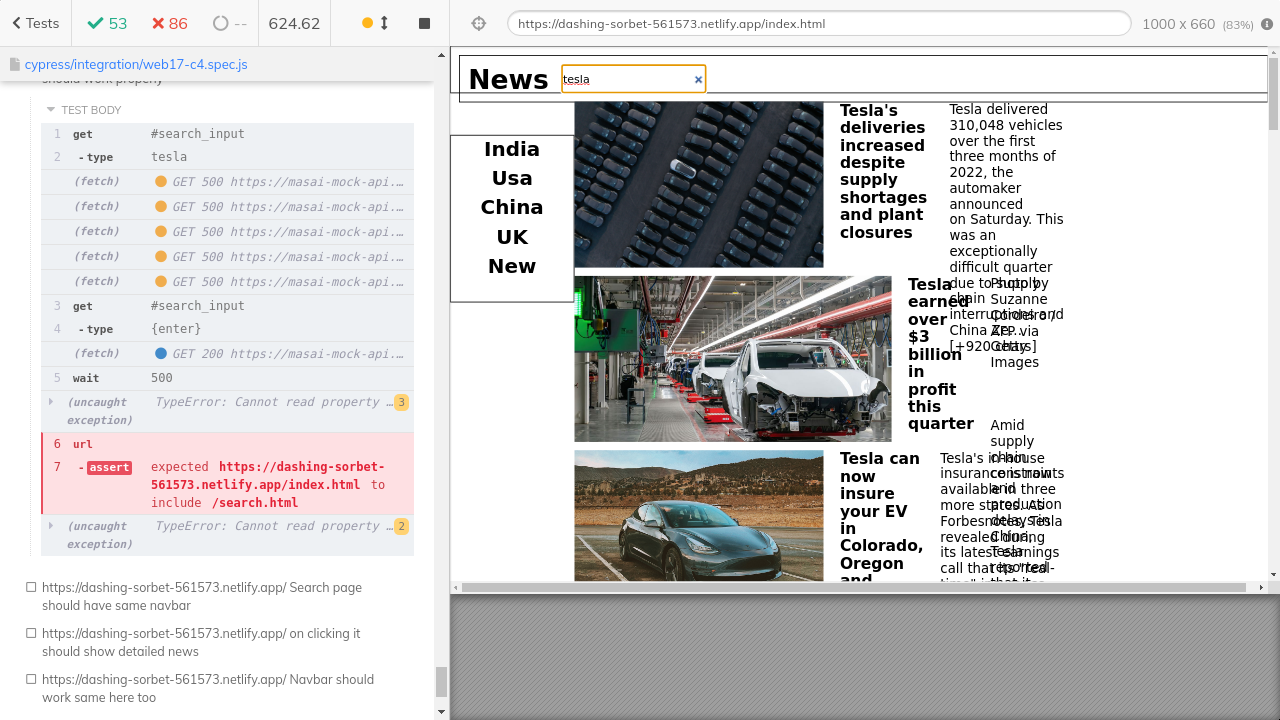 Tests
53
86
--
624.62
https://dashing-sorbet-561573.netlify.app/index.html
1000 x 660 (83%)
cypress/integration/web17-c4.spec.js
should work properly
TEST BODY
1 get #search_input
2 -type tesla
(fetch) GET 500 https://masai-mock-api.…
(fetch) GET 500 https://masai-mock-api.…
(fetch) GET 500 https://masai-mock-api.…
(fetch) GET 500 https://masai-mock-api.…
(fetch) GET 500 https://masai-mock-api.…
3 get #search_input
4 -type {enter}
(fetch) GET 200 https://masai-mock-api.…
5 wait 500
(uncaught exception) TypeError: Cannot read property … 3
6 url
7 -assert expected https://dashing-sorbet-
561573.netlify.app/index.html to
include /search.html
(uncaught exception) TypeError: Cannot read property … 2
https://dashing-sorbet-561573.netlify.app/ Search page
should have same navbar
https://dashing-sorbet-561573.netlify.app/ on clicking it
should show detailed news
https://dashing-sorbet-561573.netlify.app/ Navbar should
work same here too
News
tesla
India
Usa
China
UK
New
Tesla's
deliveries
increased
despite
supply
shortages
and plant
closures
Tesla delivered
310,048 vehicles
over the first
three months of
2022, the
automaker
announced
on Saturday. This
was an
exceptionally
difficult quarter
due to supply
chain
interruptions and
China
[+920 chars]
Tesla
earned
over
$3
billion
in
profit
this
quarter
Photo by
Suzanne
Cordeiro /
AFP via
Getty
Images
Amid
supply
chain
constraints
and
production
delays in
China,
Tesla
reported
that its
Tesla can
now
insure
your EV
in
Colorado,
Oregon
and
Tesla's in-house
insurance is now
available in three
more states. As
Forbes notes, Tesla
revealed during
its latest earnings
call that its "real-